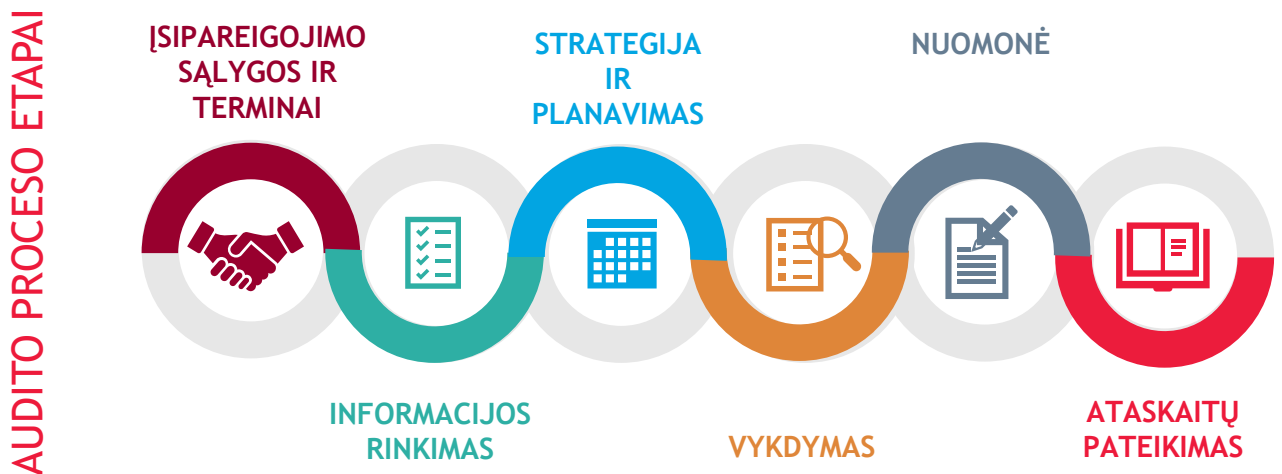 AUDITO PROCESO ETAPAI
ĮSIPAREIGOJIMO
SĄLYGOS IR
TERMINAI
INFORMACIJOS
RINKIMAS
STRATEGIJA
IR
PLANAVIMAS
VYKDYMAS
NUOMONĖ
ATASKAITŲ
PATEIKIMAS